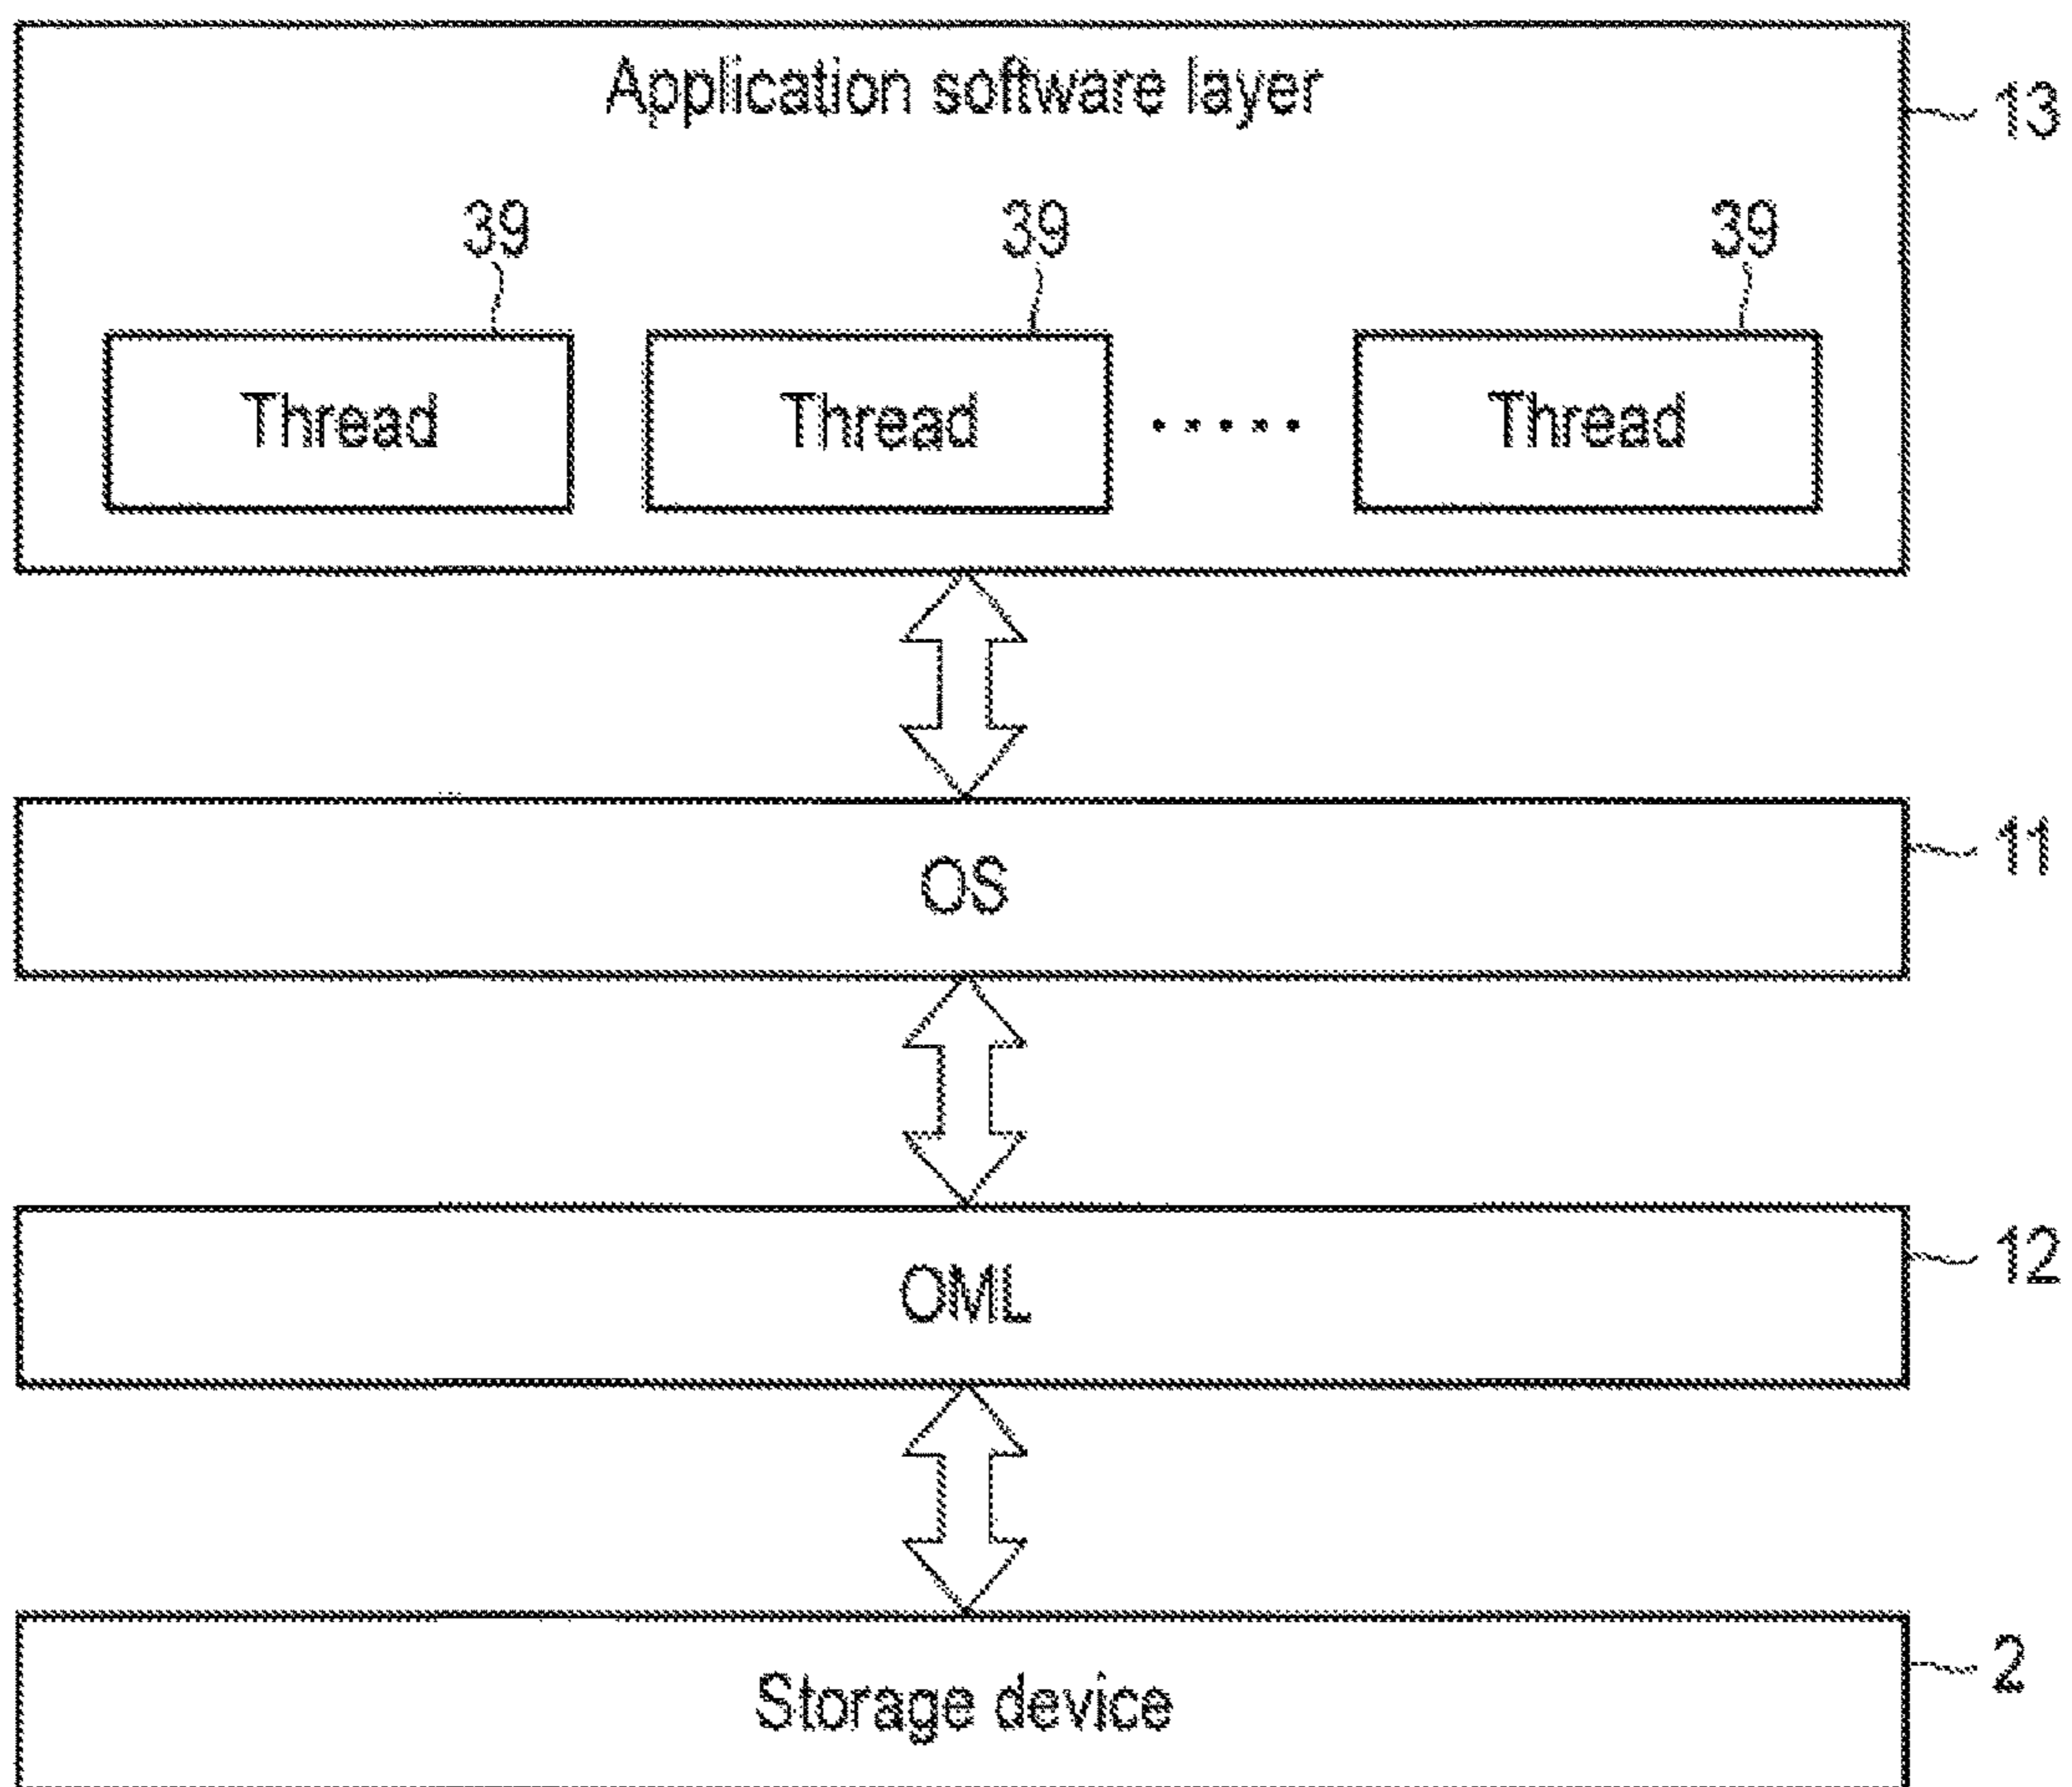 Application software layer
13
39 39 39
Thread Thread ..... Thread
OS
11
OML
12
Storage device
2